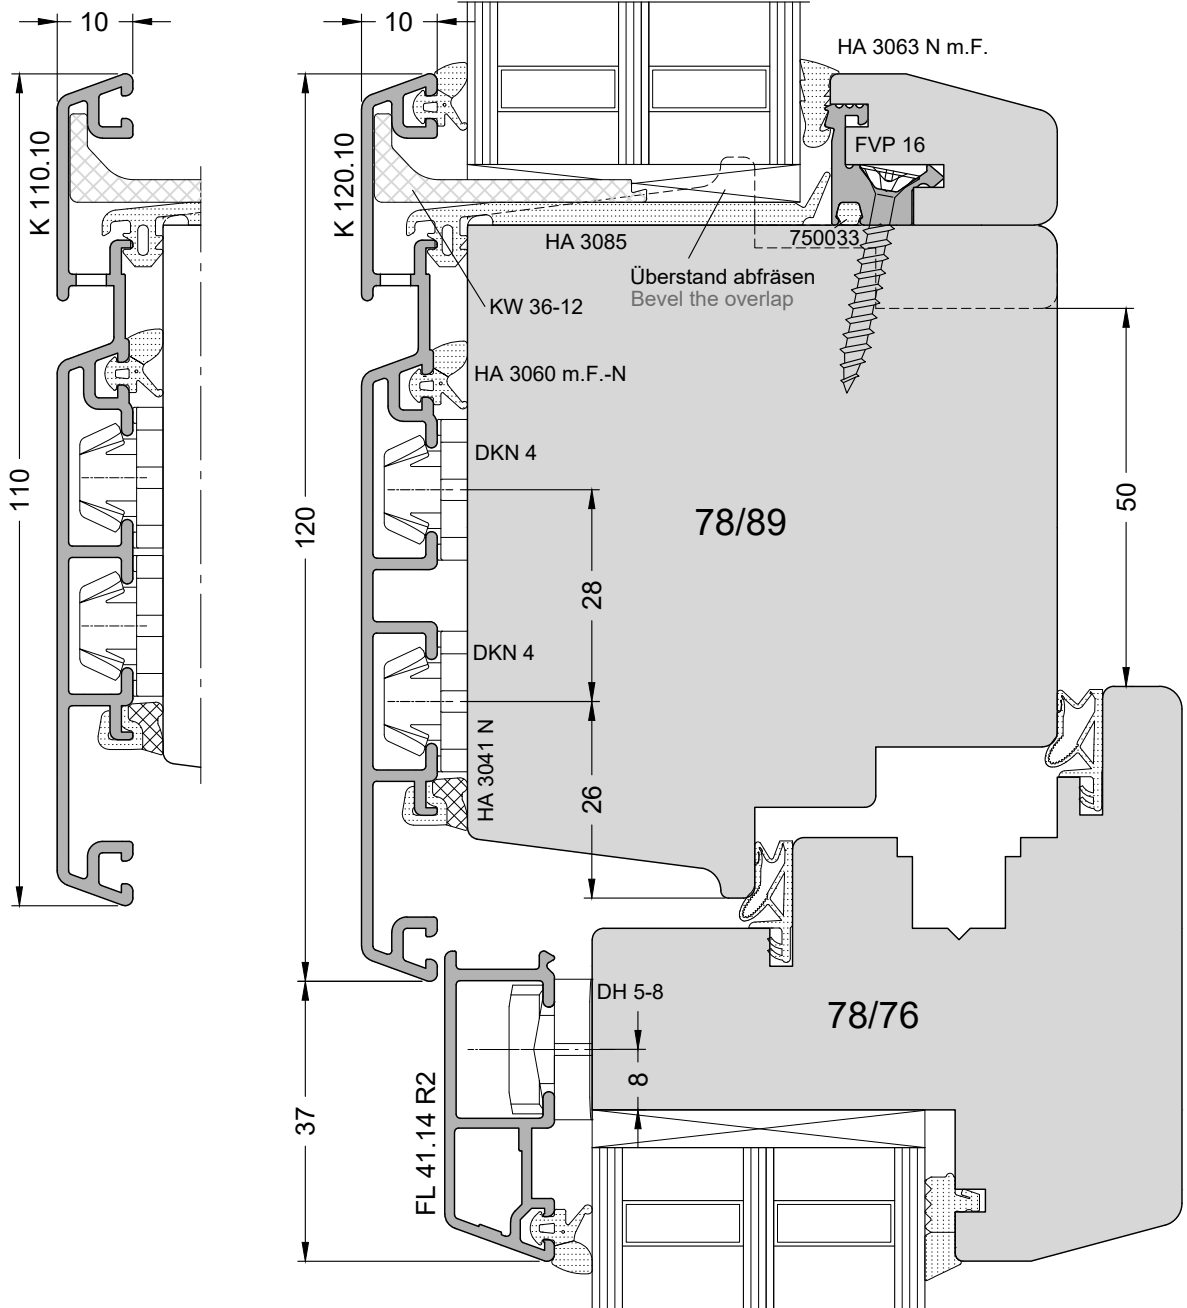 10
10
HA 3063 N m.F.
K 110.10
K 120.10
FVP 16
HA 3085
750033
Überstand abfräsen
Bevel the overlap
KW 36-12
HA 3060 m.F.-N
DKN 4
110
120
78/89
50
28
DKN 4
HA 3041 N
26
DH 5-8
78/76
8
37
FL 41.14 R2